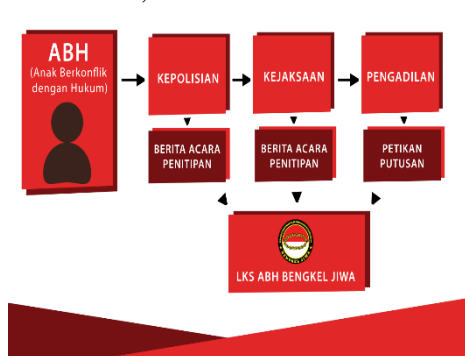 ABH
(Anak Berkonflik
dengan Hukum)
KEPOLISIAN
KEJAKSAAN
PENGADILAN
BERITA ACARA
PENITIPAN
BERITA ACARA
PENITIPAN
PETIKAN
PUTUSAN
LKS ABH BENGKEL JIWA